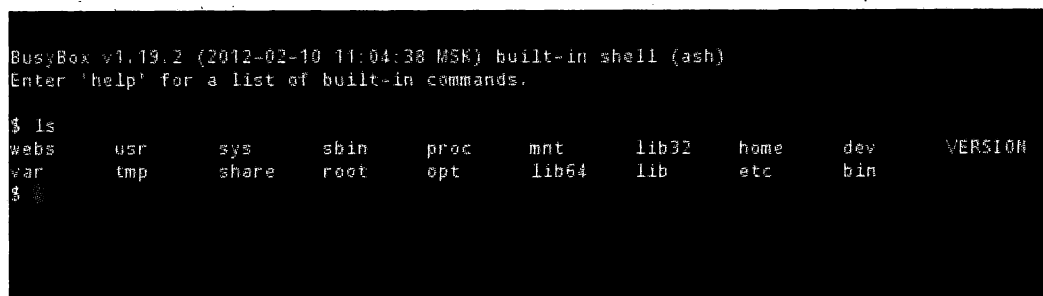 BusyBox v1.19.2 (2012-02-10 11:04:38 MSK) built-in shell (ash)
Enter 'help' for a list of built-in commands.
$ ls
webs usr sys sbin proc mnt lib32 home dev VERSION
var tmp share root opt lib64 lib etc bin
$